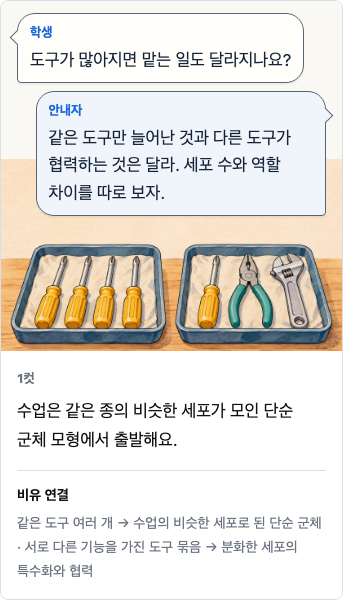 학생
도구가 많아지면 맡는 일도 달라지나요?
안내자
같은 도구만 늘어난 것과 다른 도구가
협력하는 것은 달라. 세포 수와 역할
차이를 따로 보자.
1컷
수업은 같은 종의 비슷한 세포가 모인 단순
군체 모형에서 출발해요.
비유 연결
같은 도구 여러 개 → 수업의 비슷한 세포로 된 단순 군체
· 서로 다른 기능을 가진 도구 묶음 → 분화한 세포의
특수화와 협력